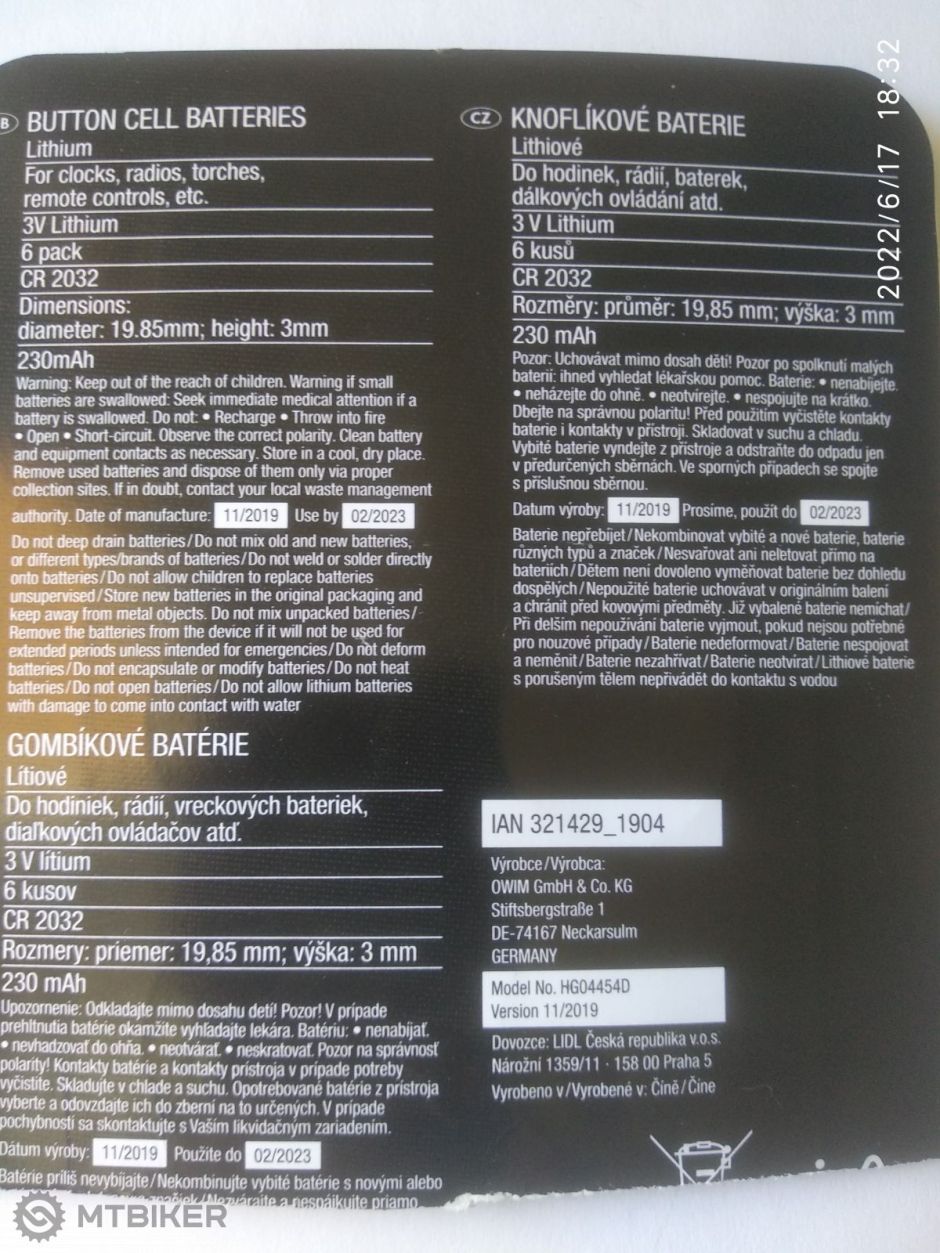 B BUTTON CELL BATTERIES
Lithium
For clocks, radios, torches,
remote controls, etc.
3V Lithium
6 pack
CR 2032
Dimensions:
diameter: 19.85mm; height: 3mm
230mAh
Warning: Keep out of the reach of children. Warning if small
batteries are swallowed: Seek immediate medical attention if a
battery is swallowed. Do not: • Recharge • Throw into fire
• Open • Short-circuit. Observe the correct polarity. Clean battery
and equipment contacts as necessary. Store in a cool, dry place.
Remove used batteries and dispose of them only via proper
collection sites. If in doubt, contact your local waste management
authority. Date of manufacture: 11/2019 Use by 02/2023
Do not deep drain batteries/Do not mix old and new batteries,
or different types/brands of batteries/Do not weld or solder directly
onto batteries/Do not allow children to replace batteries
unsupervised/Store new batteries in the original packaging and
keep away from metal objects. Do not mix unpacked batteries/
Remove the batteries from the device if it will not be used for
extended periods unless intended for emergencies/Do not deform
batteries/Do not encapsulate or modify batteries/Do not heat
batteries/Do not open batteries/Do not allow lithium batteries
with damage to come into contact with water
GOMBÍKOVÉ BATÉRIE
Lítiové
Do hodiniek, rádií, vreckových bateriek,
diaľkových ovládačov atď.
3 V lítium
6 kusov
CR 2032
Rozmery: priemer: 19,85 mm; výška: 3 mm
230 mAh
Upozornenie: Odkladajte mimo dosahu detí! Pozor! V prípade
prehltnutia batérie okamžite vyhľadajte lekára. Batériu: • nenabíjať.
• nevhadzovať do ohňa. • neotvárať. • neskratovať. Pozor na správnosť
polarity! Kontakty batérie a kontakty prístroja v prípade potreby
vyčistite. Skladujte v chlade a suchu. Opotrebované batérie z prístroja
vyberte a odovzdajte ich do zberní na to určených. V prípade
pochybností sa skontaktujte s Vaším likvidačným zariadením.
Dátum výroby: 11/2019 Použite do 02/2023
Batérie príliš nevybíjajte/Nekombinujte vybité batérie s novými alebo
značiek/Nezvárajte a nespájkujte priamo
CZ KNOFLÍKOVÉ BATERIE
Lithiové
Do hodinek, rádií, baterek,
dálkových ovládání atd.
3 V Lithium
6 kusů
CR 2032
Rozměry: průměr: 19,85 mm; výška: 3 mm
230 mAh
Pozor: Uchovávat mimo dosah dětí! Pozor po spolknutí malých
baterií: ihned vyhledat lékařskou pomoc. Baterie: • nenabíjejte.
• neházejte do ohně. • neotvírejte. • nespojujte na krátko.
Dbejte na správnou polaritu! Před použitím vyčistěte kontakty
baterie i kontakty v přístroji. Skladovat v suchu a chladu.
Vybité baterie vyndejte z přístroje a odstraňte do odpadu jen
v předurčených sběrnách. Ve sporných případech se spojte
s příslušnou sběrnou.
Datum výroby: 11/2019 Prosíme, použít do 02/2023
Baterie nepřebíjet/Nekombinovat vybité a nové baterie, baterie
různých typů a značek/Nesvařovat ani neletovat přímo na
bateriích/Dětem není dovoleno vyměňovat baterie bez dohledu
dospělých/Nepoužité baterie uchovávat v originálním balení
a chránit před kovovými předměty. Již vybalené baterie nemíchat/
Při delším nepoužívání baterie vyjmout, pokud nejsou potřebné
pro nouzové případy/Baterie nedeformovat/Baterie nespojovat
a neměnit/Baterie nezahřívat/Baterie neotvírat/Lithiové baterie
s porušeným tělem nepřivádět do kontaktu s vodou
IAN 321429_1904
Výrobce/Výrobca:
OWIM GmbH & Co. KG
Stiftsbergstraße 1
DE-74167 Neckarsulm
GERMANY
Model No. HG04454D
Version 11/2019
Dovozce: LIDL Česká republika v.o.s.
Nárožní 1359/11 · 158 00 Praha 5
Vyrobeno v/Vyrobené v: Číně/Číne
2022/6/17 18:32
MTBIKER